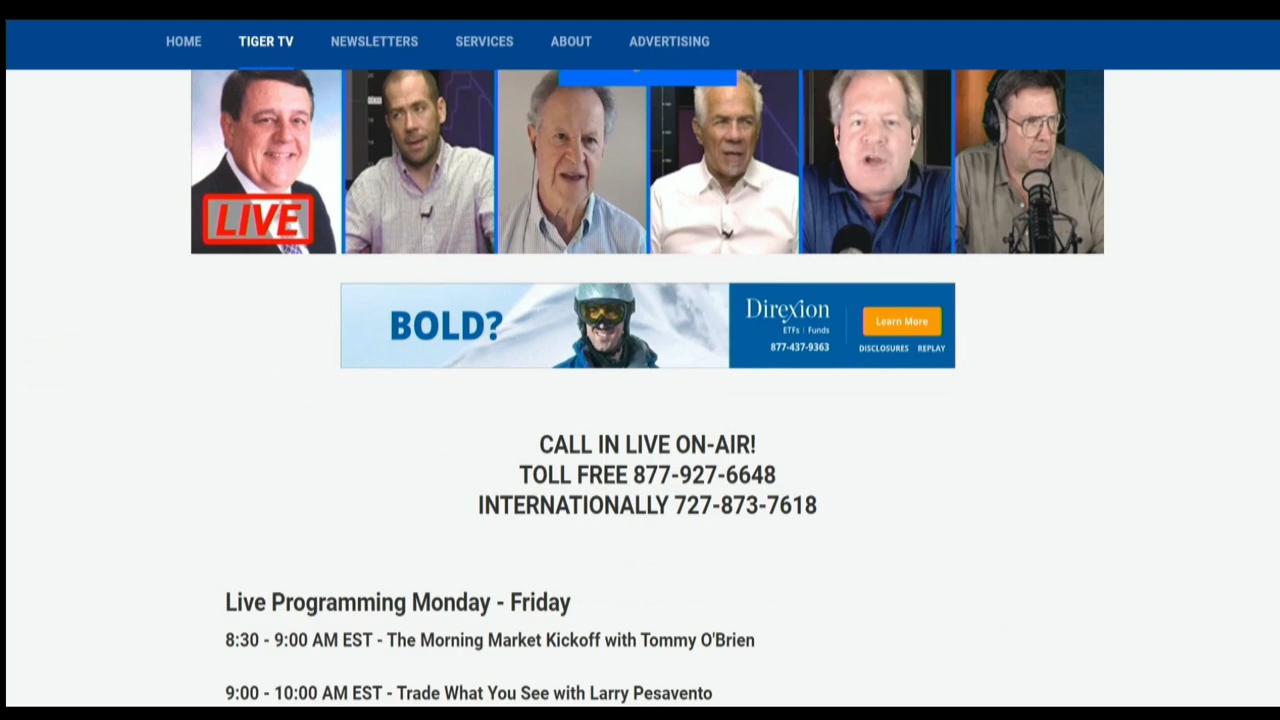 HOME TIGER TV NEWSLETTERS SERVICES ABOUT ADVERTISING
LIVE
BOLD?
Direxion
ETFs | Funds
877-437-9363
Learn More
DISCLOSURES REPLAY
CALL IN LIVE ON-AIR!
TOLL FREE 877-927-6648
INTERNATIONALLY 727-873-7618
Live Programming Monday - Friday
8:30 - 9:00 AM EST - The Morning Market Kickoff with Tommy O'Brien
9:00 - 10:00 AM EST - Trade What You See with Larry Pesavento